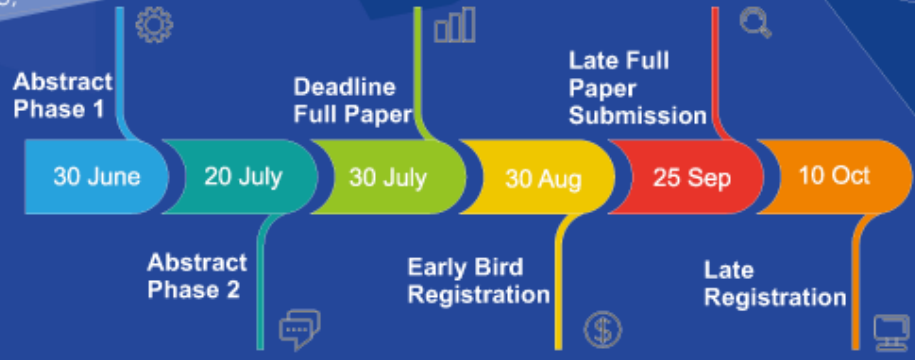 Abstract
Phase 1
Deadline
Full Paper
Late Full
Paper
Submission
30 June
20 July
30 July
30 Aug
25 Sep
10 Oct
Abstract
Phase 2
Early Bird
Registration
Late
Registration